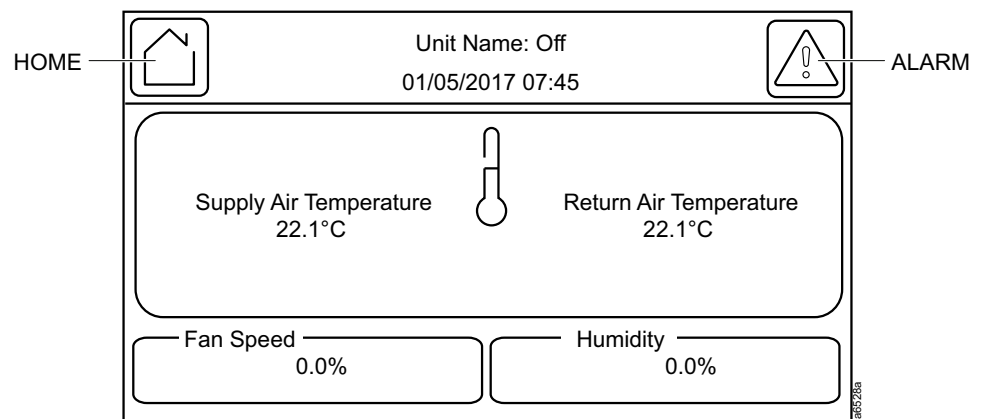 Unit Name: Off
HOME
ALARM
01/05/2017 07:45
Supply Air Temperature
22.1°C
Return Air Temperature
22.1°C
Fan Speed
0.0%
Humidity
0.0%
a6528a